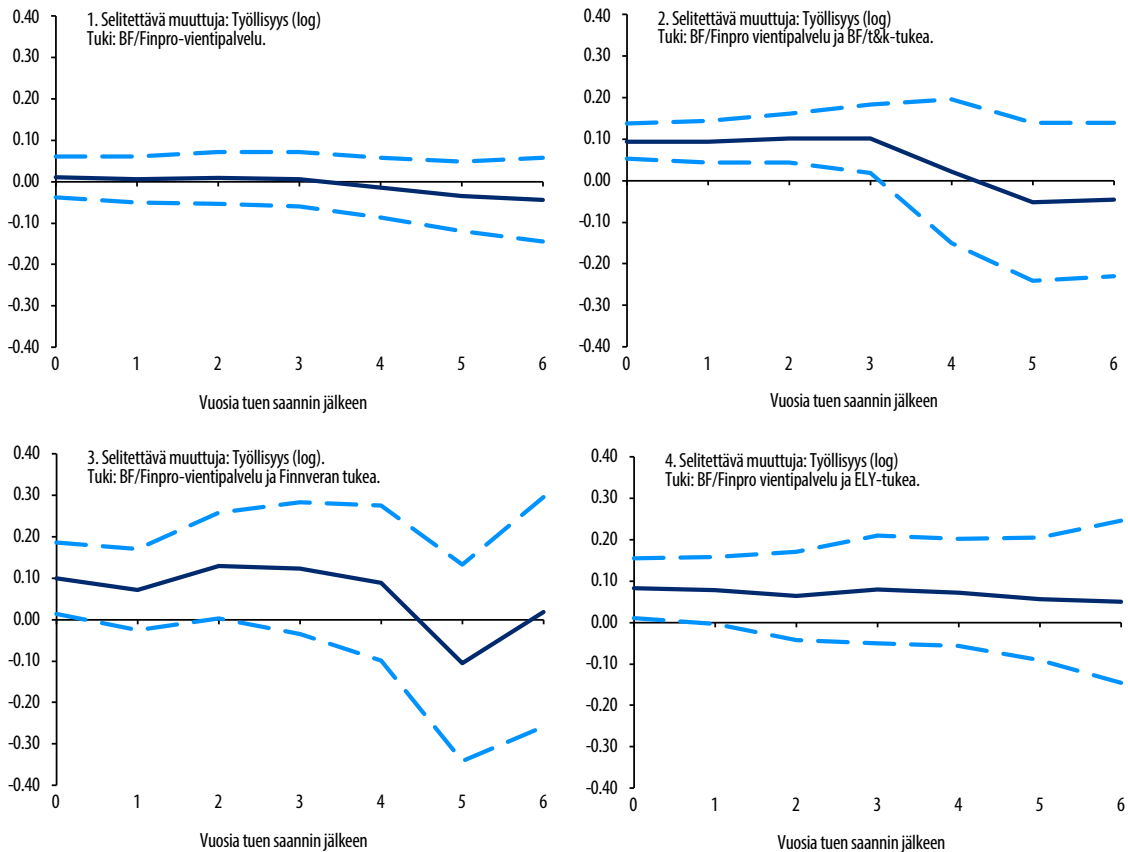 1. Selitettävä muuttuja: Työllisyys (log)
Tuki: BF/Finpro-vientipalvelu.
0.40
0.30
0.20
0.10
0.00
-0.10
-0.20
-0.30
-0.40
0 1 2 3 4 5 6
Vuosia tuen saannin jälkeen
2. Selitettävä muuttuja: Työllisyys (log)
Tuki: BF/Finpro vientipalvelu ja BF/t&k-tukea.
0.40
0.30
0.20
0.10
0.00
-0.10
-0.20
-0.30
-0.40
0 1 2 3 4 5 6
Vuosia tuen saannin jälkeen
3. Selitettävä muuttuja: Työllisyys (log).
Tuki: BF/Finpro-vientipalvelu ja Finnveran tukea.
0.40
0.30
0.20
0.10
0.00
-0.10
-0.20
-0.30
-0.40
0 1 2 3 4 5 6
Vuosia tuen saannin jälkeen
4. Selitettävä muuttuja: Työllisyys (log)
Tuki: BF/Finpro vientipalvelu ja ELY-tukea.
0.40
0.30
0.20
0.10
0.00
-0.10
-0.20
-0.30
-0.40
0 1 2 3 4 5 6
Vuosia tuen saannin jälkeen